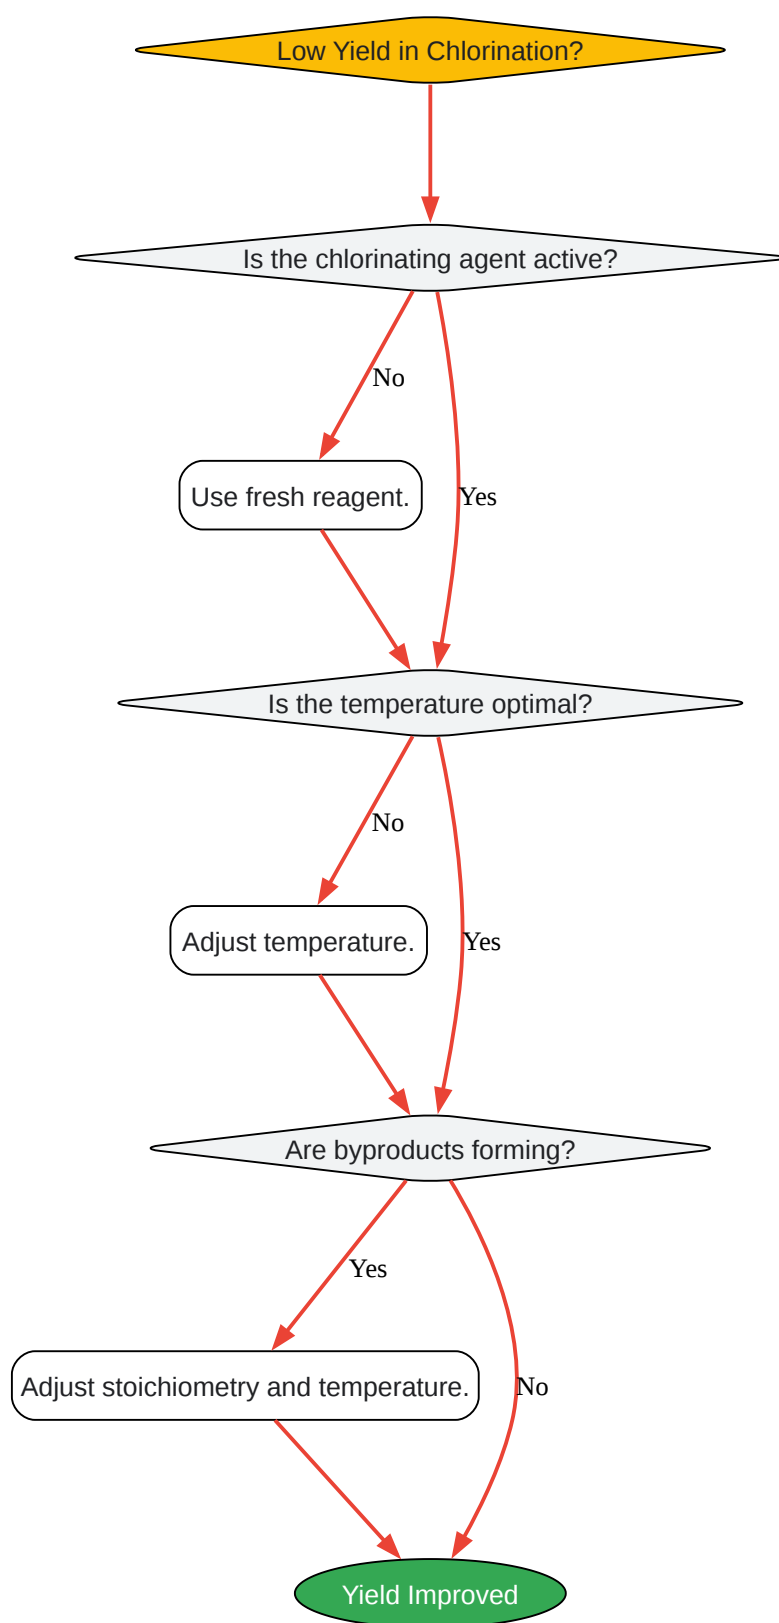 Low Yield in Chlorination?
Is the chlorinating agent active?
No
Use fresh reagent.
Yes
Is the temperature optimal?
No
Adjust temperature.
Yes
Are byproducts forming?
Yes
Adjust stoichiometry and temperature.
No
Yield Improved